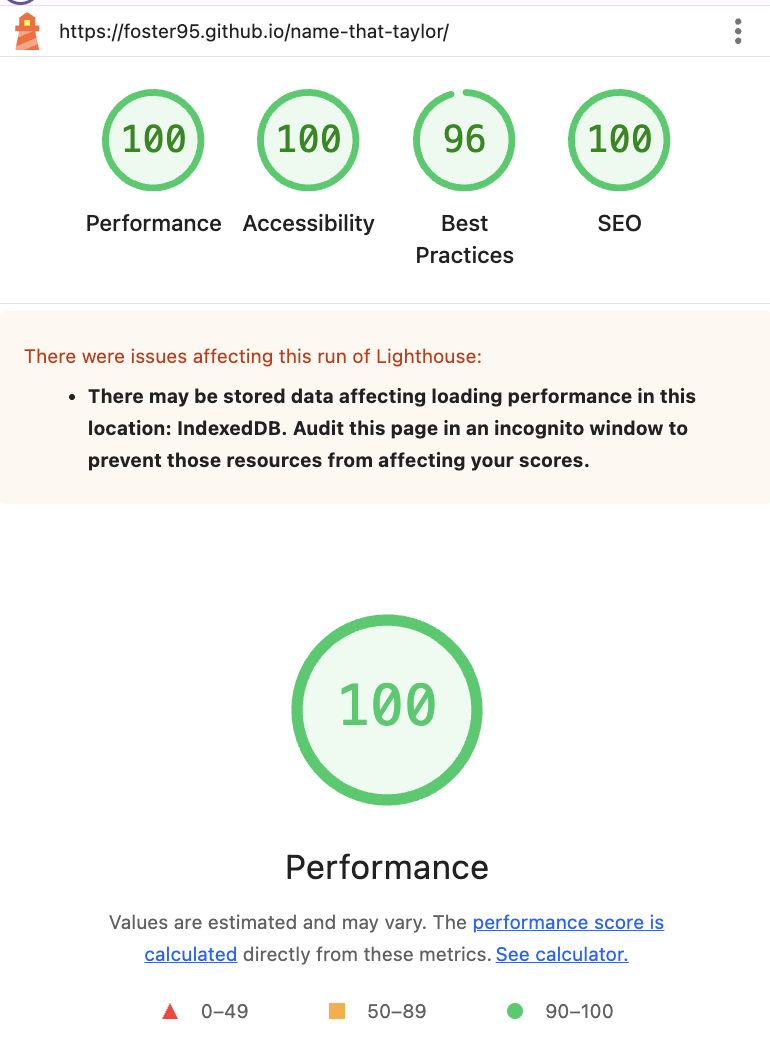 https://foster95.github.io/name-that-taylor/
100 100 96 100
Performance Accessibility Best Practices SEO
There were issues affecting this run of Lighthouse:
• There may be stored data affecting loading performance in this
location: IndexedDB. Audit this page in an incognito window to
prevent those resources from affecting your scores.
100
Performance
Values are estimated and may vary. The performance score is
calculated directly from these metrics. See calculator.
0–49 50–89 90–100